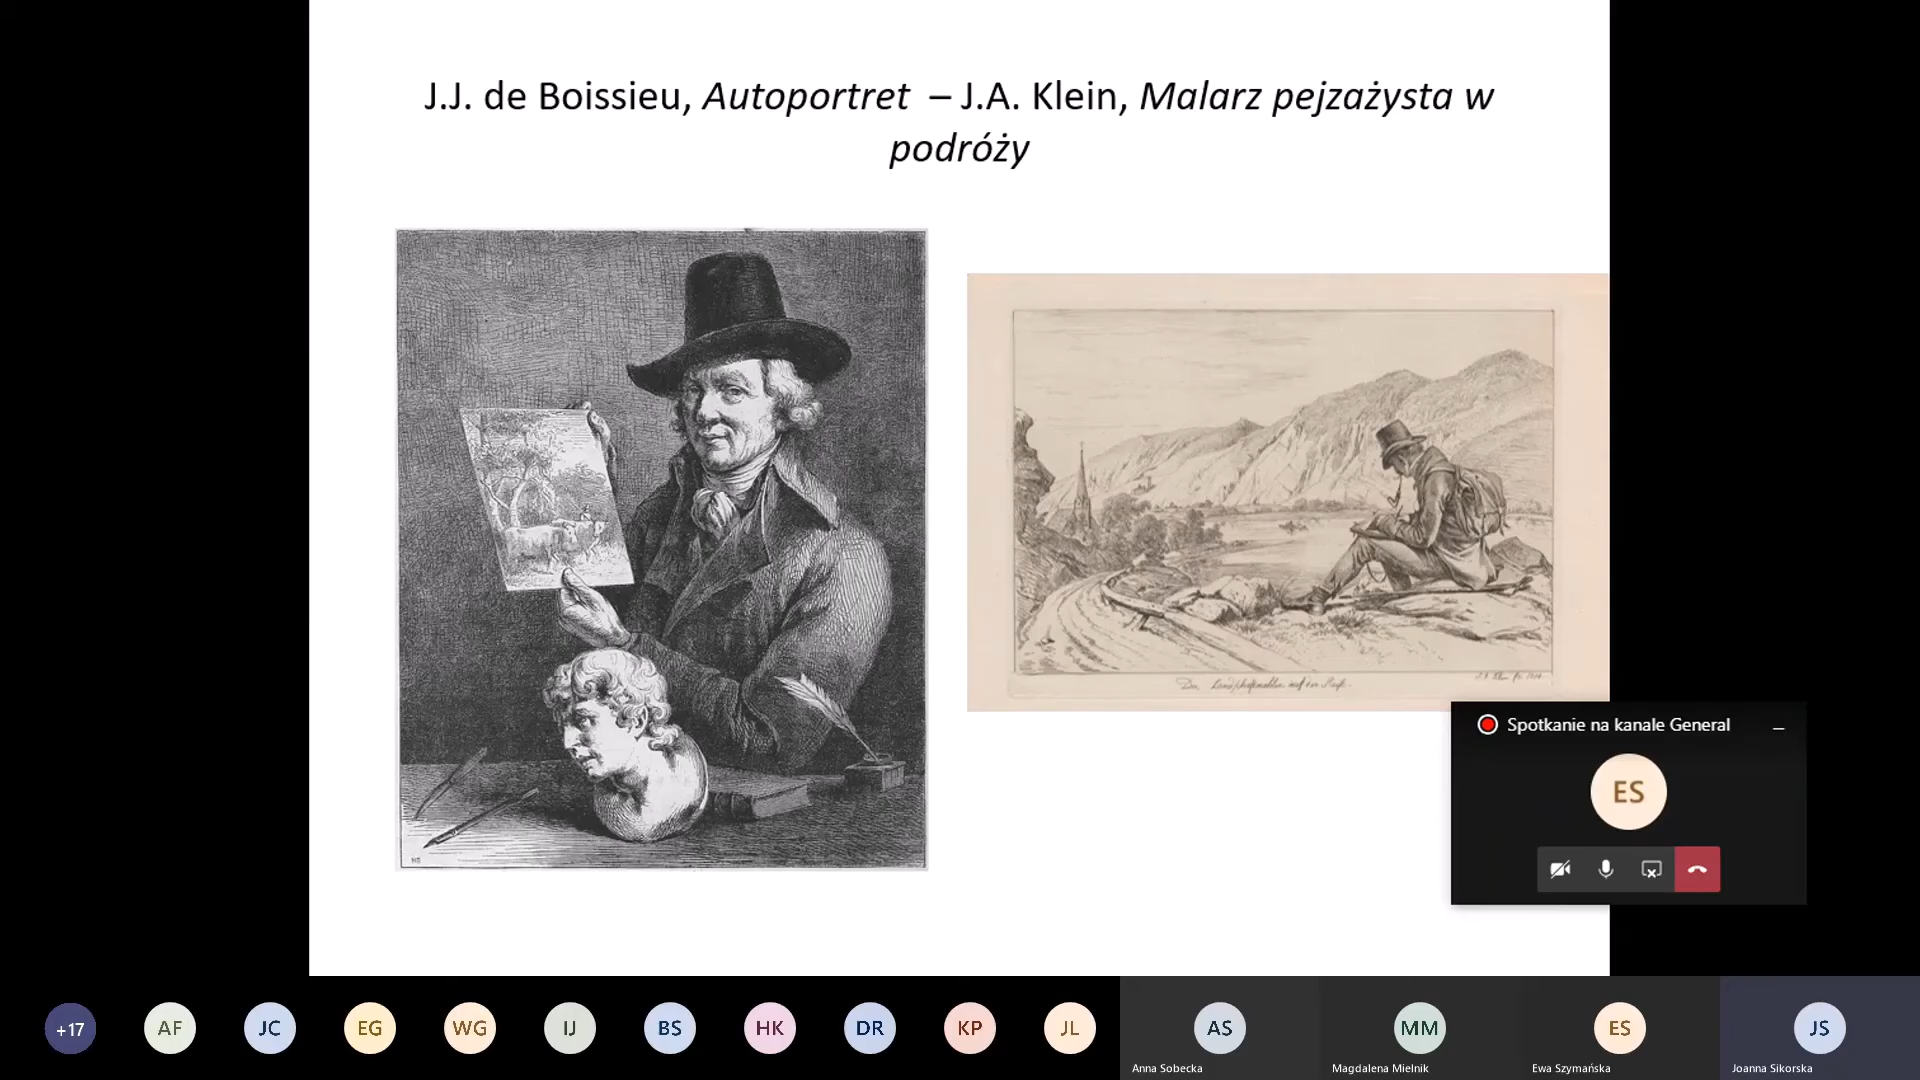 J.J. de Boissieu, Autoportret – J.A. Klein, Malarz pejzażysta w
podróży
Spotkanie na kanale General
ES
+17
AF
JC
EG
WG
IJ
BS
HK
DR
KP
JL
AS
MM
ES
JS
Anna Sobecka
Magdalena Mielnik
Ewa Szymańska
Joanna Sikorska